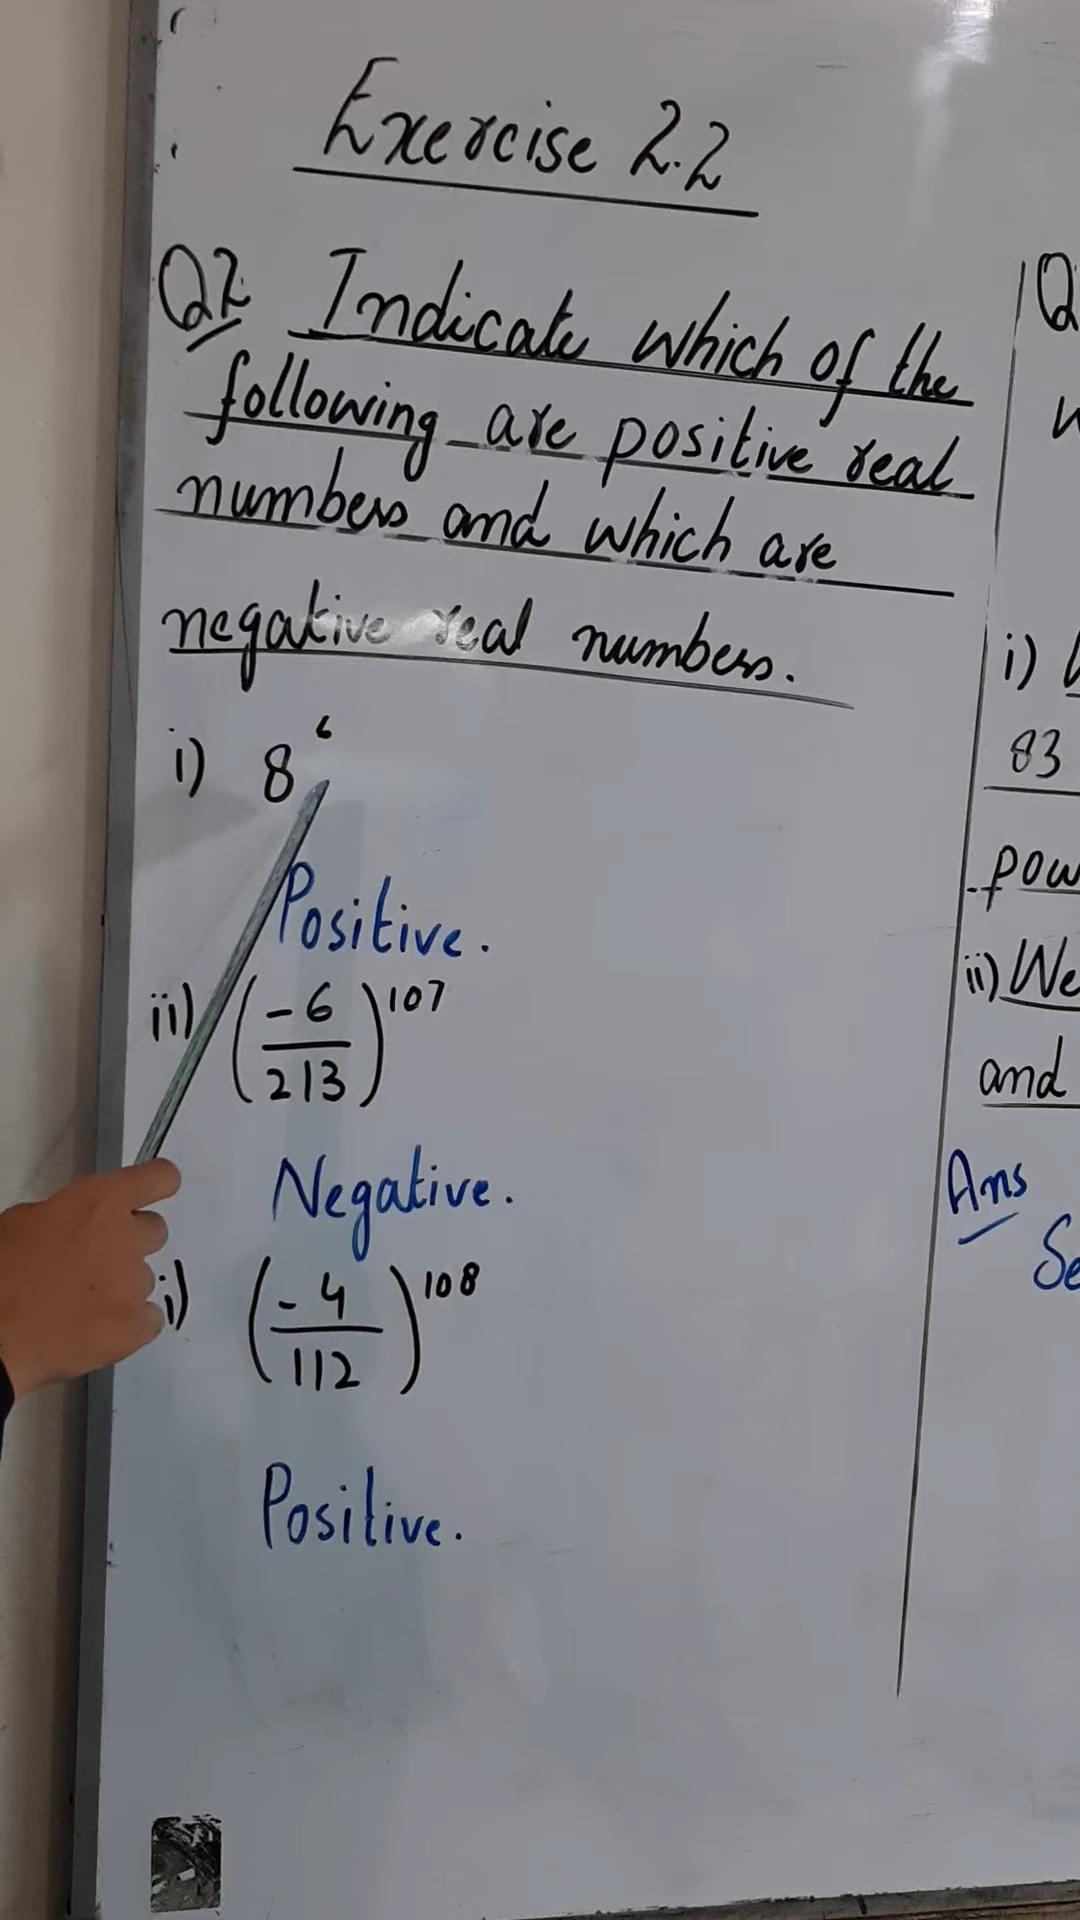 Exercise 2.2
Q2 Indicate which of the
following are positive real
numbers and which are
negative real numbers.
i) 8⁶
Positive.
ii) (-6/213)¹⁰⁷
Negative.
i) (-4/112)¹⁰⁸
Positive.
Q
i)
83
pow
ii) We
and
Ans
Se